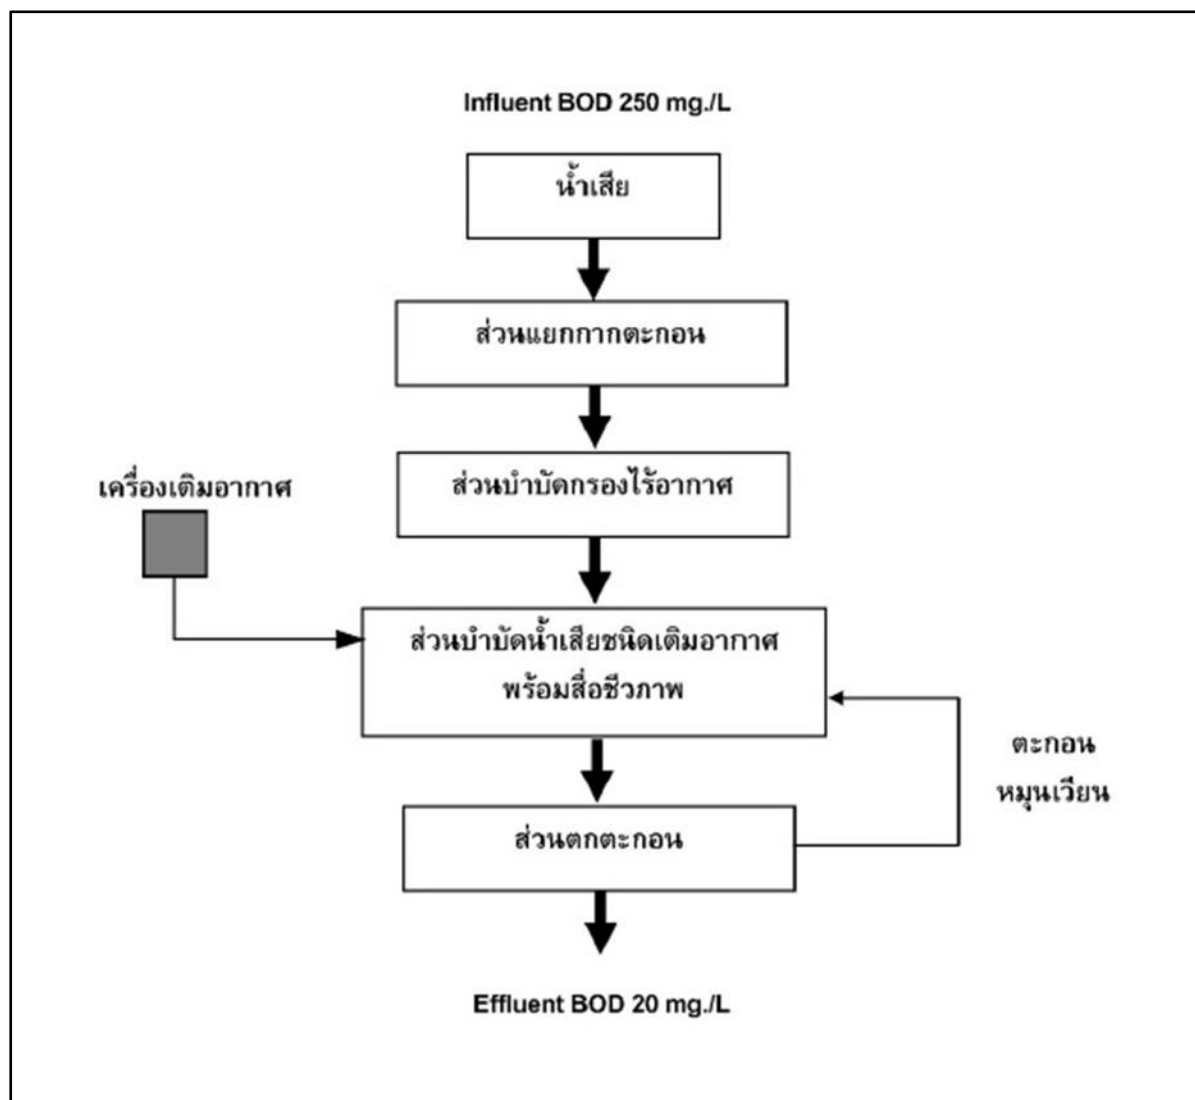 Influent BOD 250 mg./L
น้ำเสีย
ส่วนแยกกากตะกอน
ส่วนบำบัดกรองไร้อากาศ
เครื่องเติมอากาศ
ส่วนบำบัดน้ำเสียชนิดเติมอากาศ
พร้อมสื่อชีวภาพ
ตะกอน
หมุนเวียน
ส่วนตกตะกอน
Effluent BOD 20 mg./L